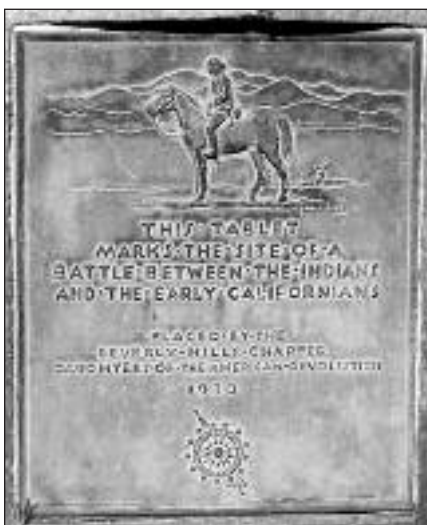 THIS TABLET
MARKS THE SITE OF A
BATTLE BETWEEN THE INDIANS
AND THE EARLY CALIFORNIANS
PLACED BY THE
BEVERLY HILLS CHAPTER
DAUGHTERS OF THE AMERICAN REVOLUTION